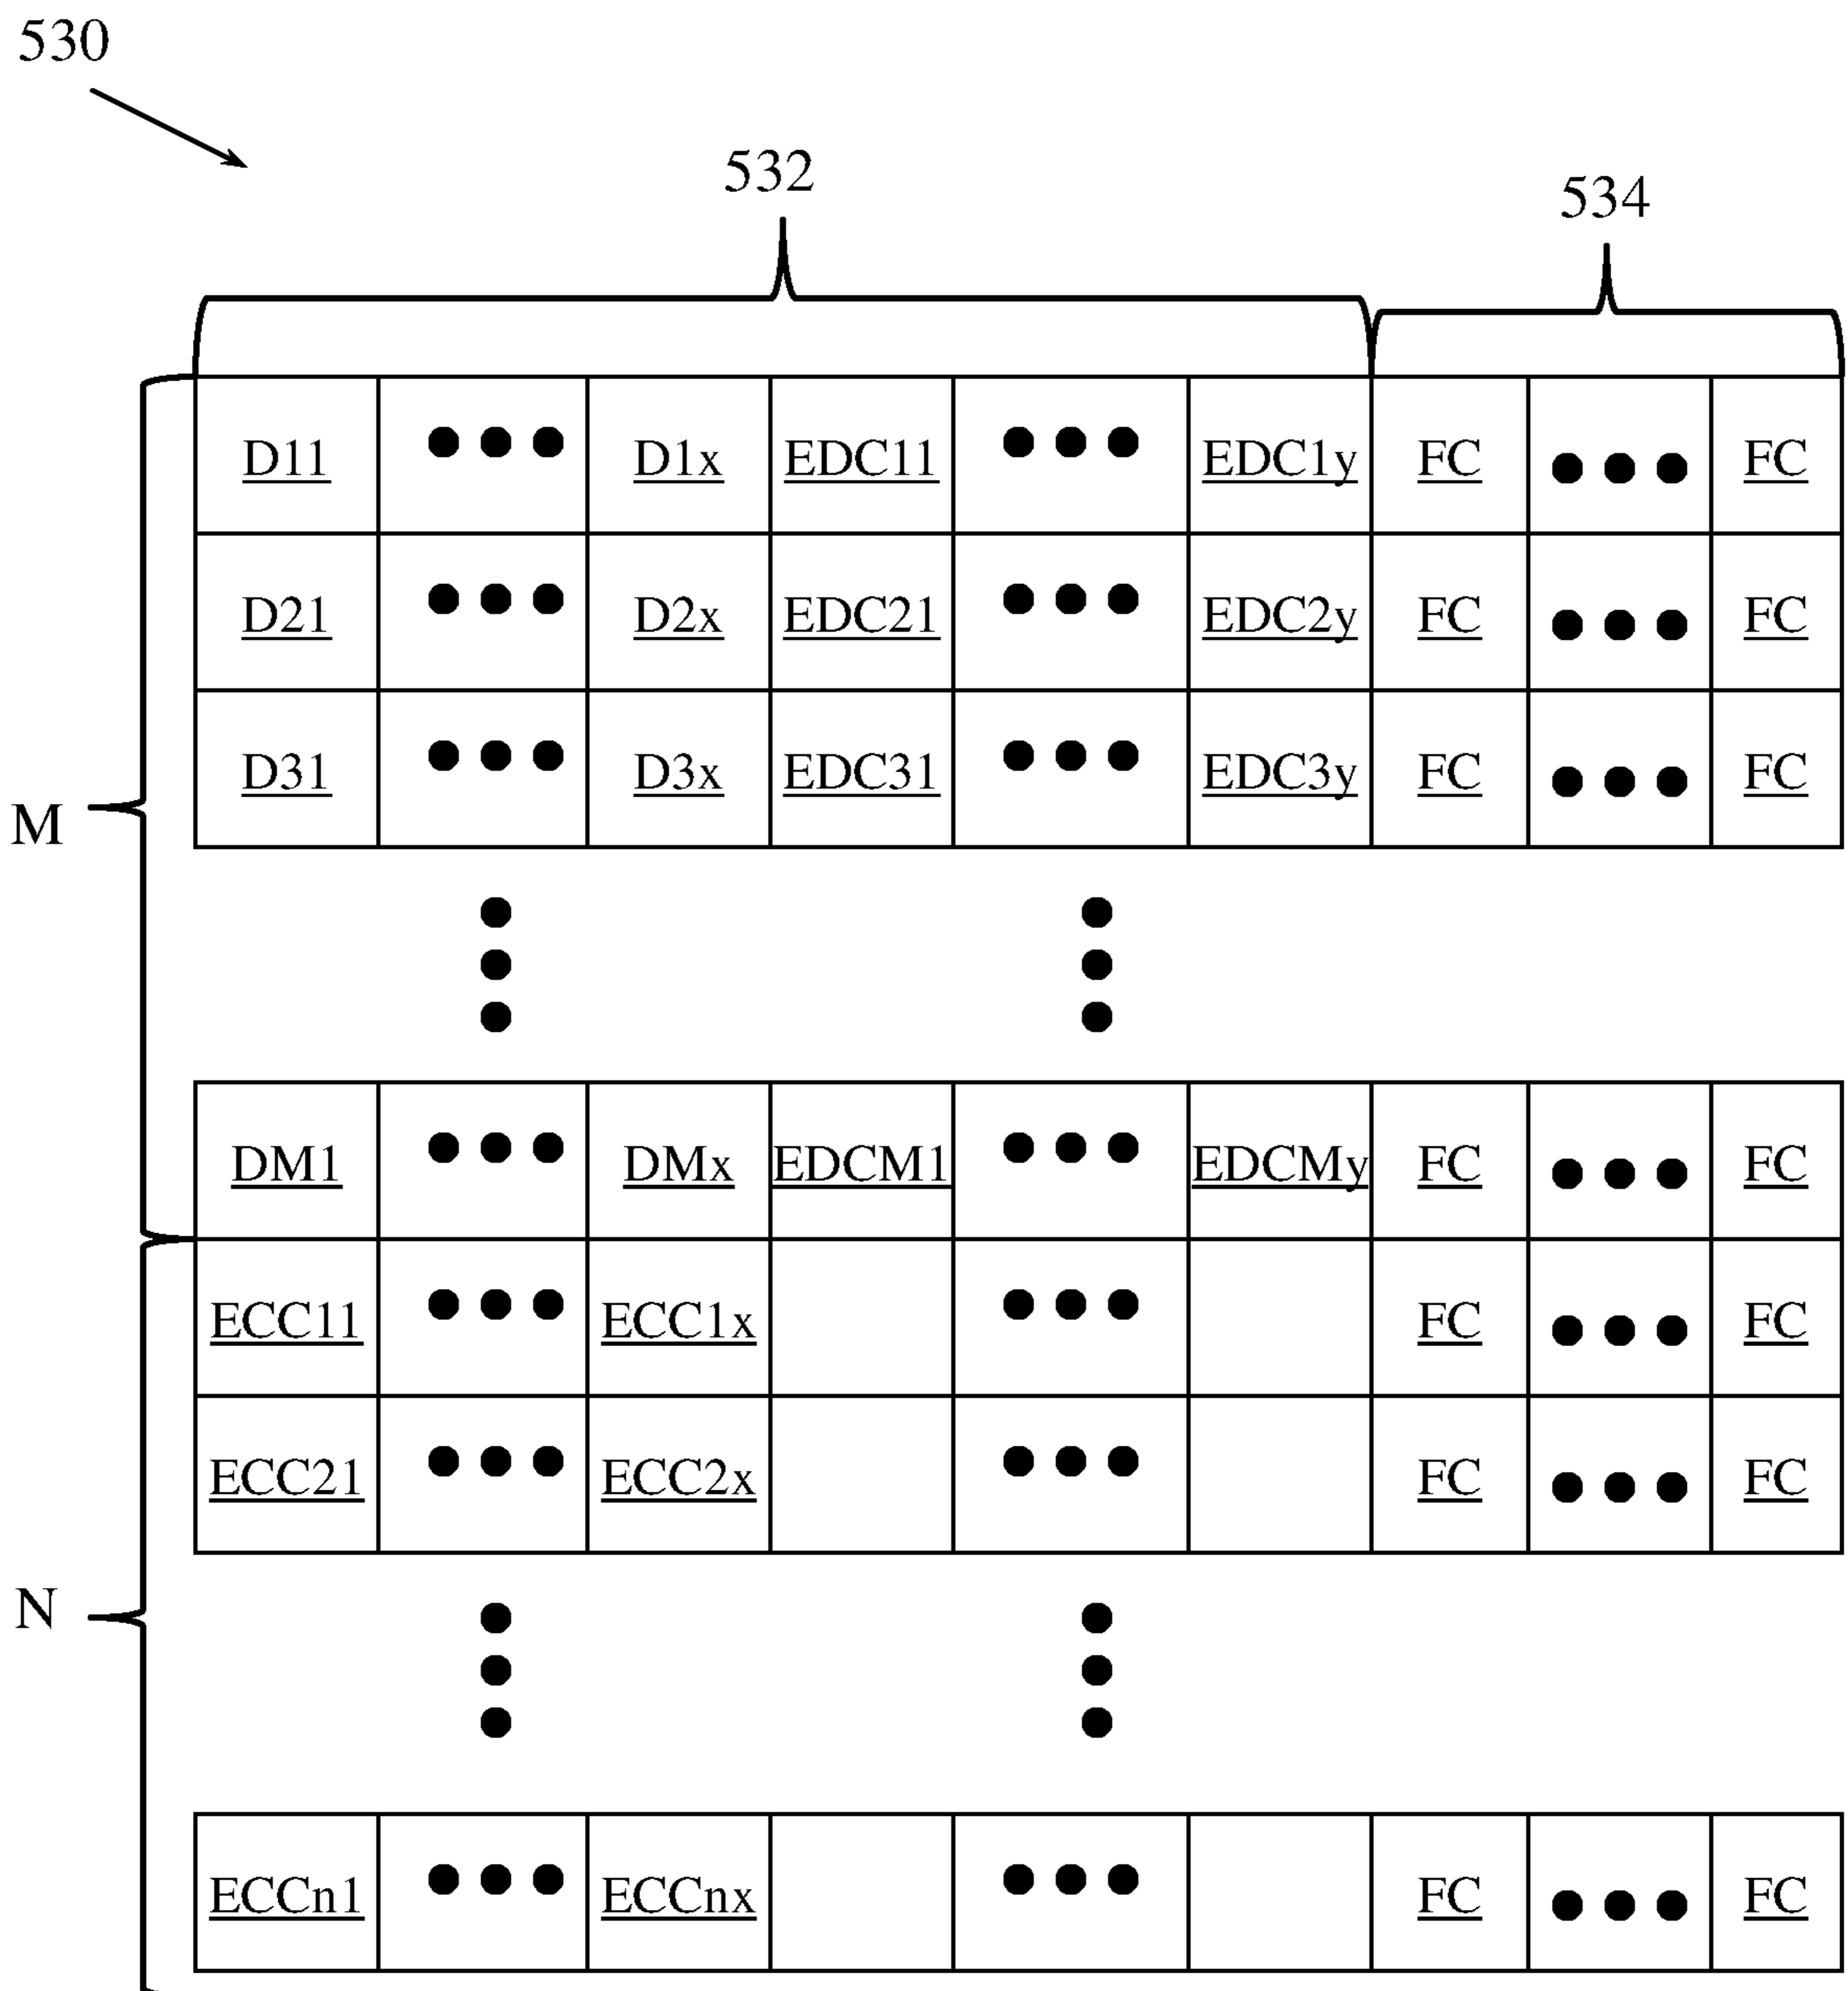 530
532
534
D11 ●●● D1x EDC11 ●●● EDC1y FC ●●● FC
D21 ●●● D2x EDC21 ●●● EDC2y FC ●●● FC
D31 ●●● D3x EDC31 ●●● EDC3y FC ●●● FC
M
DM1 ●●● DMx EDCM1 ●●● EDCMy FC ●●● FC
ECC11 ●●● ECC1x ●●● FC ●●● FC
ECC21 ●●● ECC2x ●●● FC ●●● FC
N
ECCn1 ●●● ECCnx ●●● FC ●●● FC